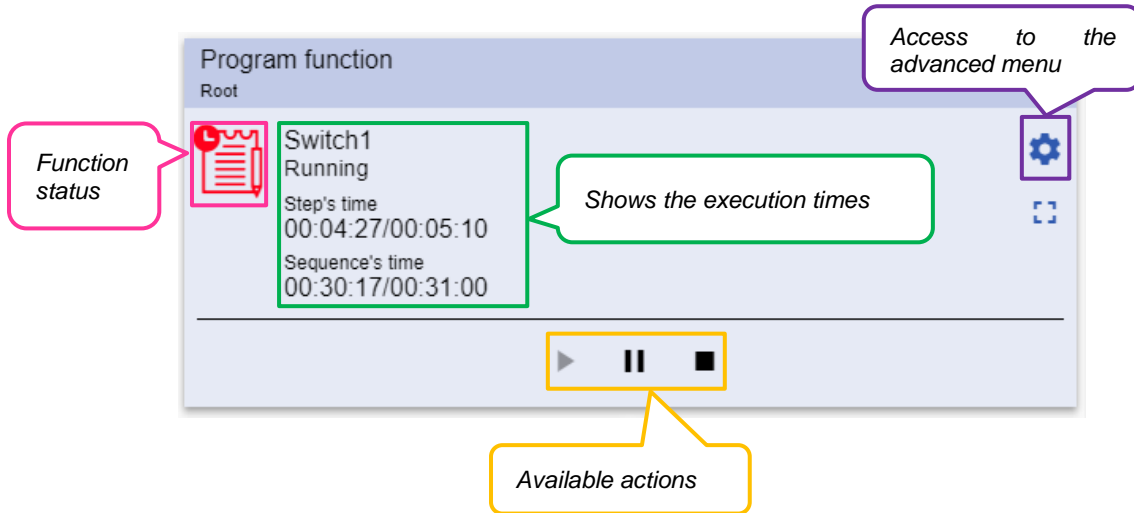 Access to the
advanced menu
Program function
Root
Function
status
Switch1
Running
Step's time
00:04:27/00:05:10
Sequence's time
00:30:17/00:31:00
Shows the execution times
Available actions